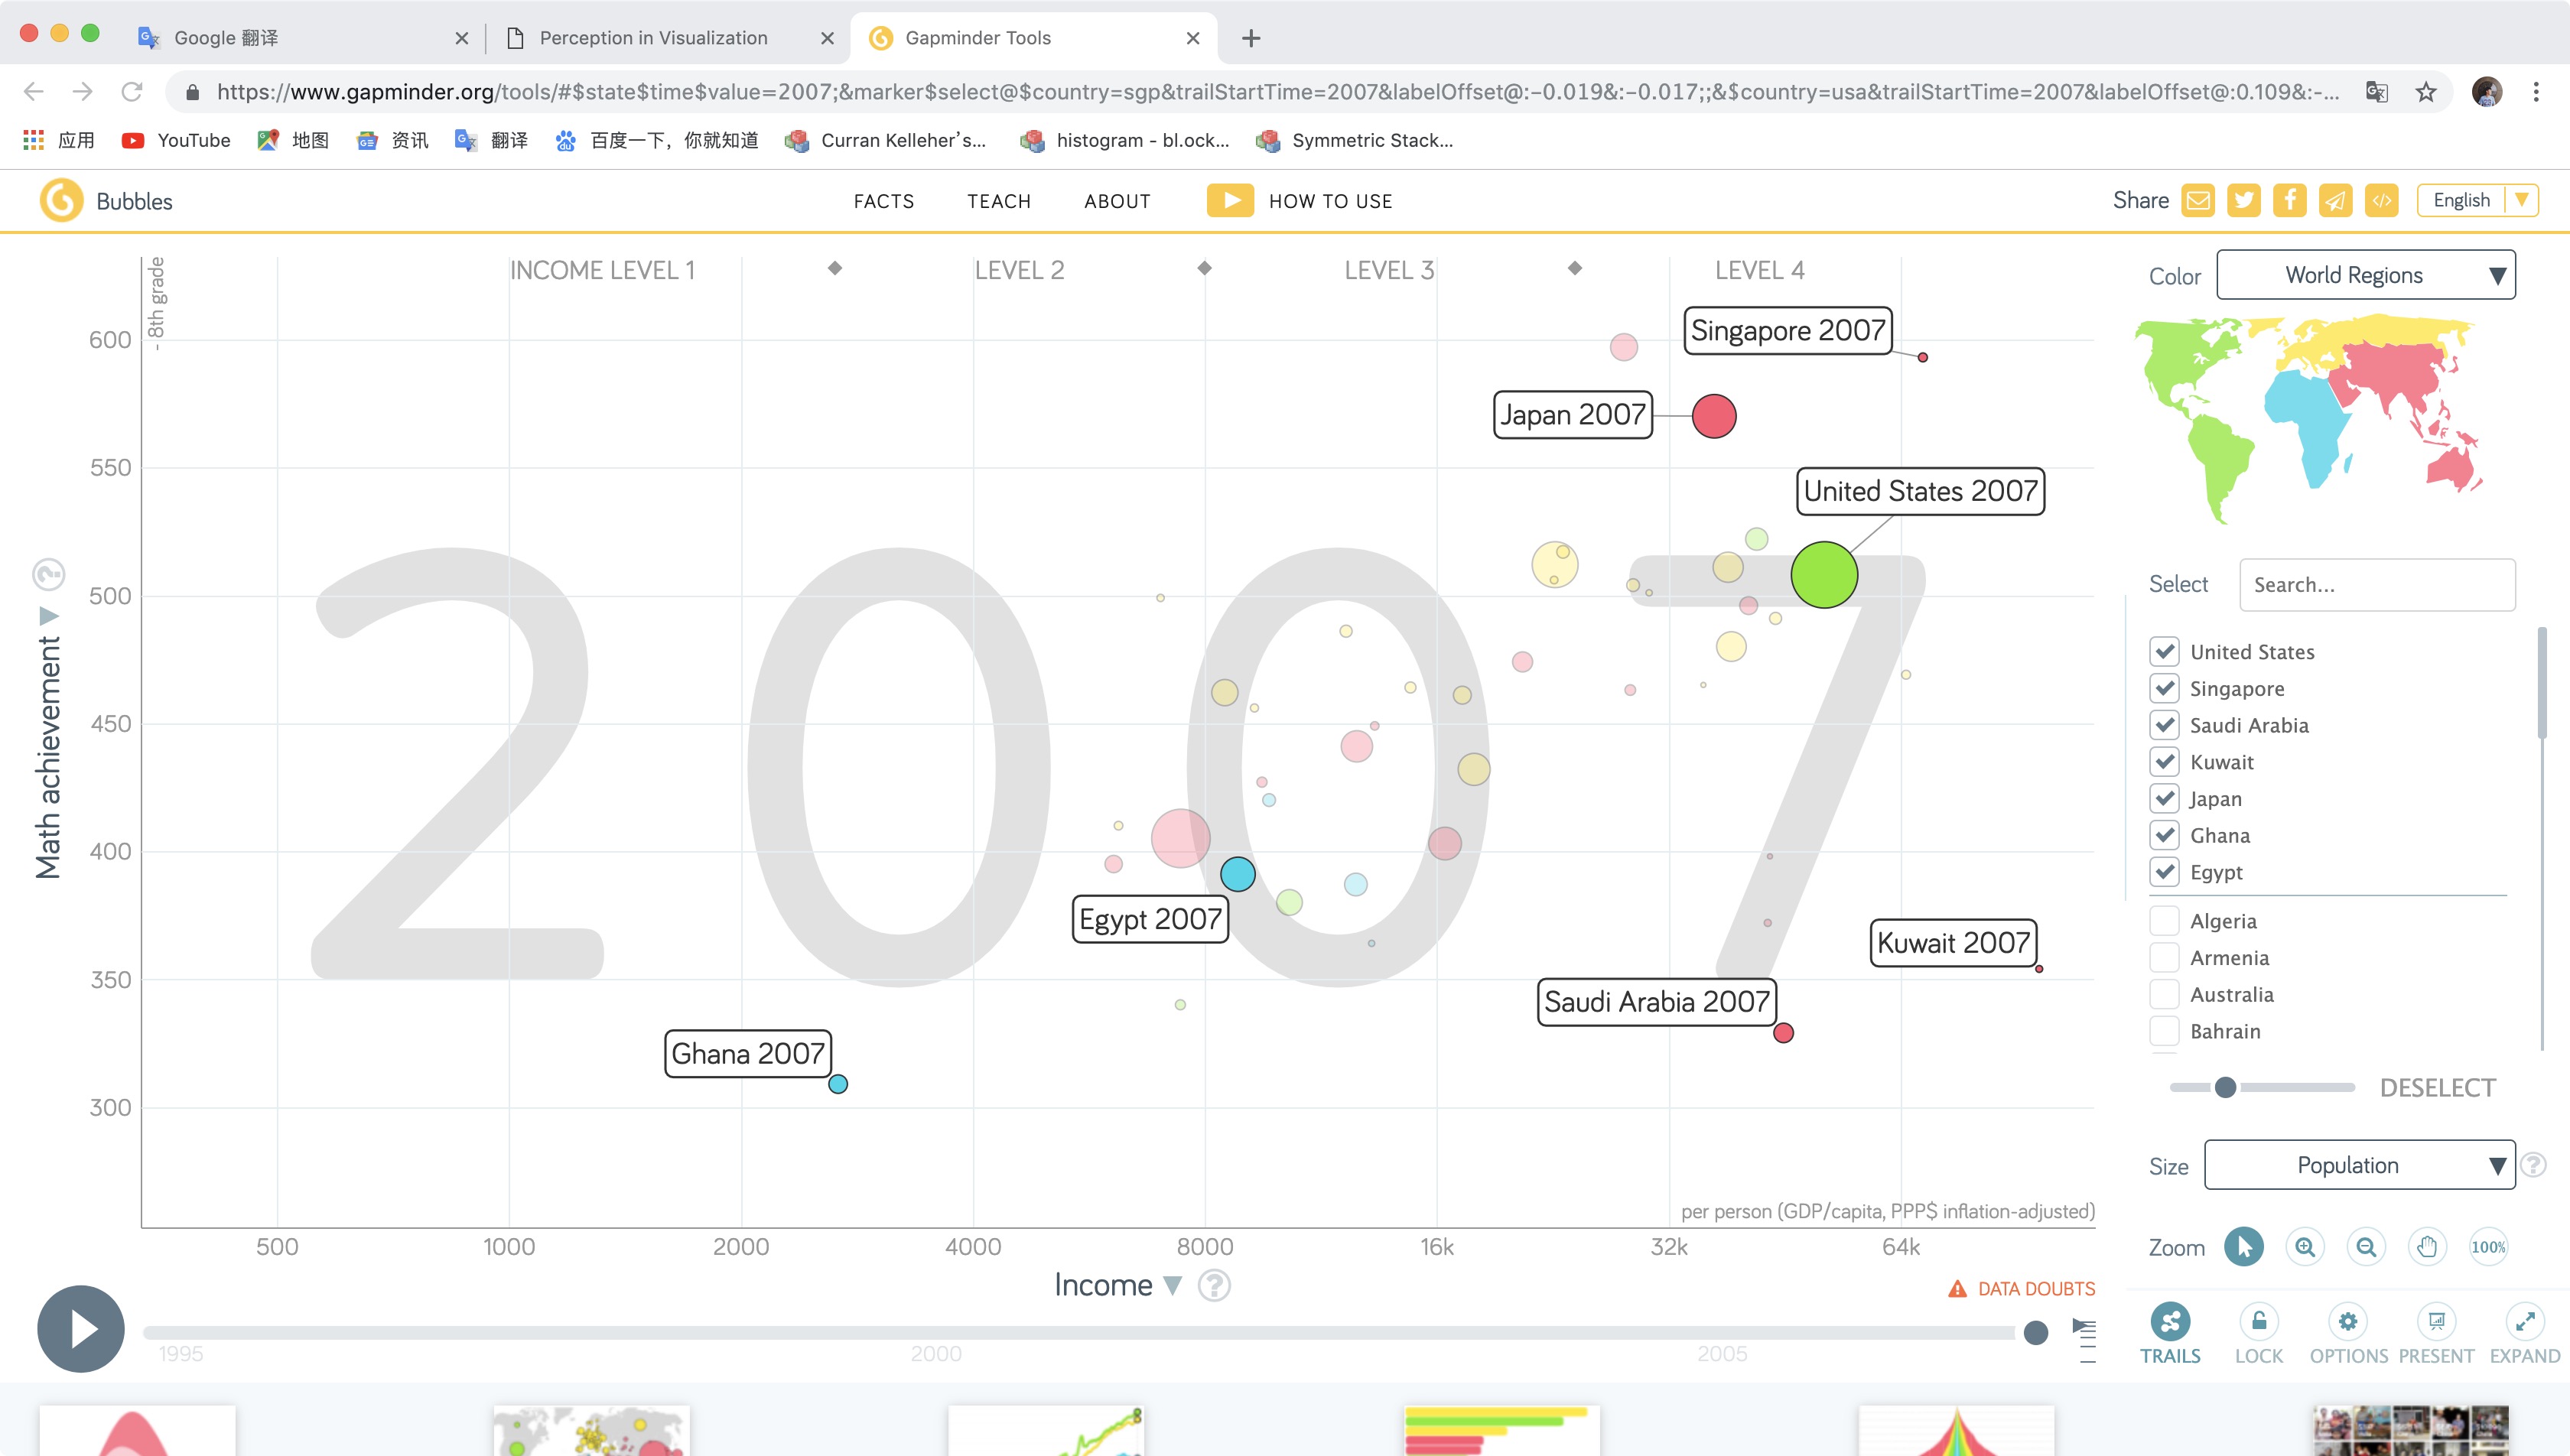 Google 翻译
Perception in Visualization
Gapminder Tools
https://www.gapminder.org/tools/#$state$time$value=2007;&marker$select@$country=sgp&trailStartTime=2007&labelOffset@:-0.019&:-0.017;;&$country=usa&trailStartTime=2007&labelOffset@:0.109&:-...
应用 YouTube 地图 资讯 翻译 百度一下，你就知道 Curran Kelleher's... histogram - bl.ock... Symmetric Stack...
Bubbles
FACTS TEACH ABOUT HOW TO USE
Share English
INCOME LEVEL 1 LEVEL 2 LEVEL 3 LEVEL 4
- 8th grade
Math achievement
600
550
500
450
400
350
300
2007
Singapore 2007
Japan 2007
United States 2007
Egypt 2007
Kuwait 2007
Saudi Arabia 2007
Ghana 2007
per person (GDP/capita, PPP$ inflation-adjusted)
500 1000 2000 4000 8000 16k 32k 64k
Income
DATA DOUBTS
1995 2000 2005
Color World Regions
Select Search...
United States
Singapore
Saudi Arabia
Kuwait
Japan
Ghana
Egypt
Algeria
Armenia
Australia
Bahrain
DESELECT
Size Population
Zoom 100%
TRAILS LOCK OPTIONS PRESENT EXPAND